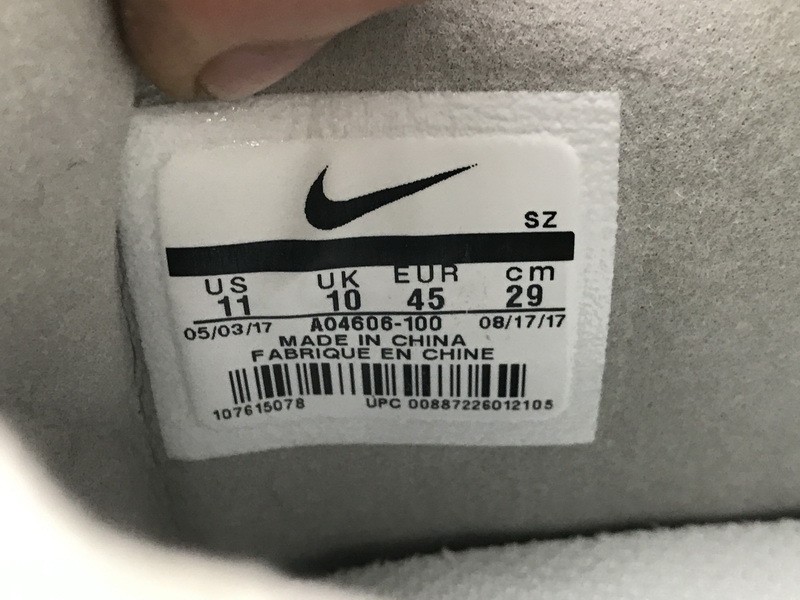 SZ
US UK EUR cm
11 10 45 29
05/03/17 AO4606-100 08/17/17
MADE IN CHINA
FABRIQUE EN CHINE
107615078 UPC 00887226012105